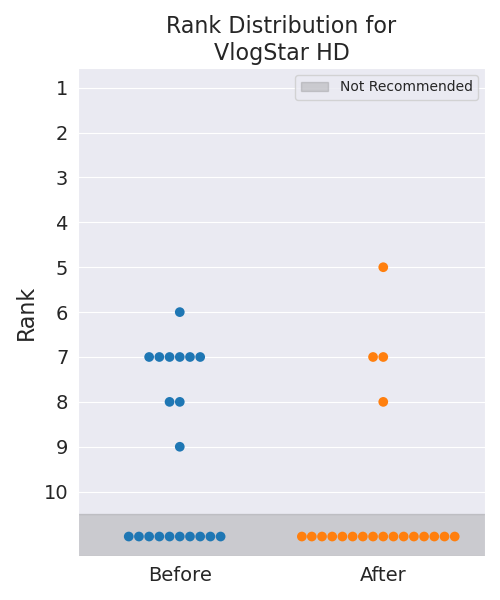 Rank Distribution for
VlogStar HD
Not Recommended
1
2
3
4
5
6
7
8
9
10
Rank
Before
After